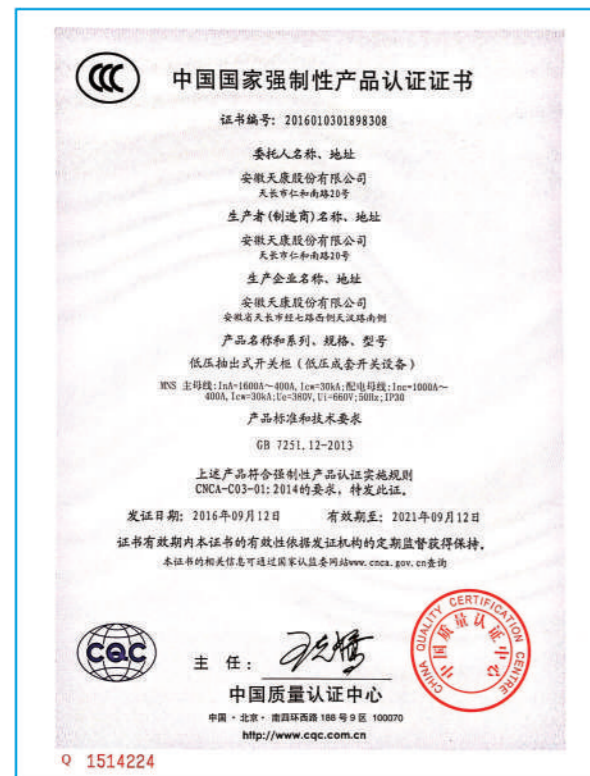 中国国家强制性产品认证证书
证书编号: 2016010301898308
委托人名称、地址
安徽天康股份有限公司
天长市仁和南路20号
生产者(制造商)名称、地址
安徽天康股份有限公司
天长市仁和南路20号
生产企业名称、地址
安徽天康股份有限公司
安徽省天长市经七路西侧天汉路南侧
产品名称和系列、规格、型号
低压抽出式开关柜(低压成套开关设备)
MNS 主母线:InA=1600A～400A,Icw=30kA;配电母线:Inc=1000A～
400A,Icw=30kA;Ue=380V,Ui=660V;50Hz;IP30
产品标准和技术要求
GB 7251.12-2013
上述产品符合强制性产品认证实施规则
CNCA-C03-01:2014的要求, 特发此证。
发证日期: 2016年09月12日 有效期至: 2021年09月12日
证书有效期内本证书的有效性依据发证机构的定期监督获得保持。
本证书的相关信息可通过国家认监委网站www.cnca.gov.cn查询
CQC
主 任:
CHINA QUALITY CERTIFICATION CENTRE
中国质量认证中心
中国质量认证中心
中国・北京・南四环西路 188 号 9 区 100070
http://www.cqc.com.cn
Q 1514224